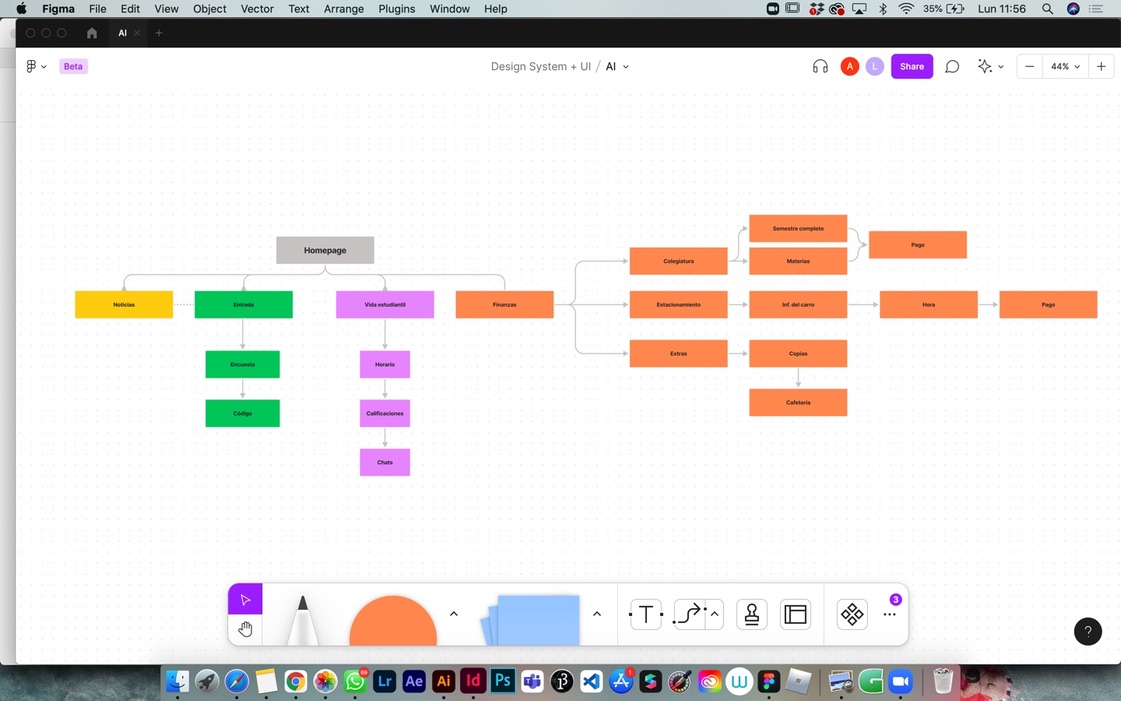 Figma File Edit View Object Vector Text Arrange Plugins Window Help 35% Lun 11:56
AI
Beta Design System + UI / AI A L Share 44%
Homepage
Noticias Entrada Vida estudiantil Finanzas
Encuesta
Código
Horario
Calificaciones
Chats
Colegiatura Semestre completo Pago
Materias
Estacionamiento Inf. del carro Hora Pago
Extras Copias
Cafetería
T
3
?
Lr Ae Ai Id Ps